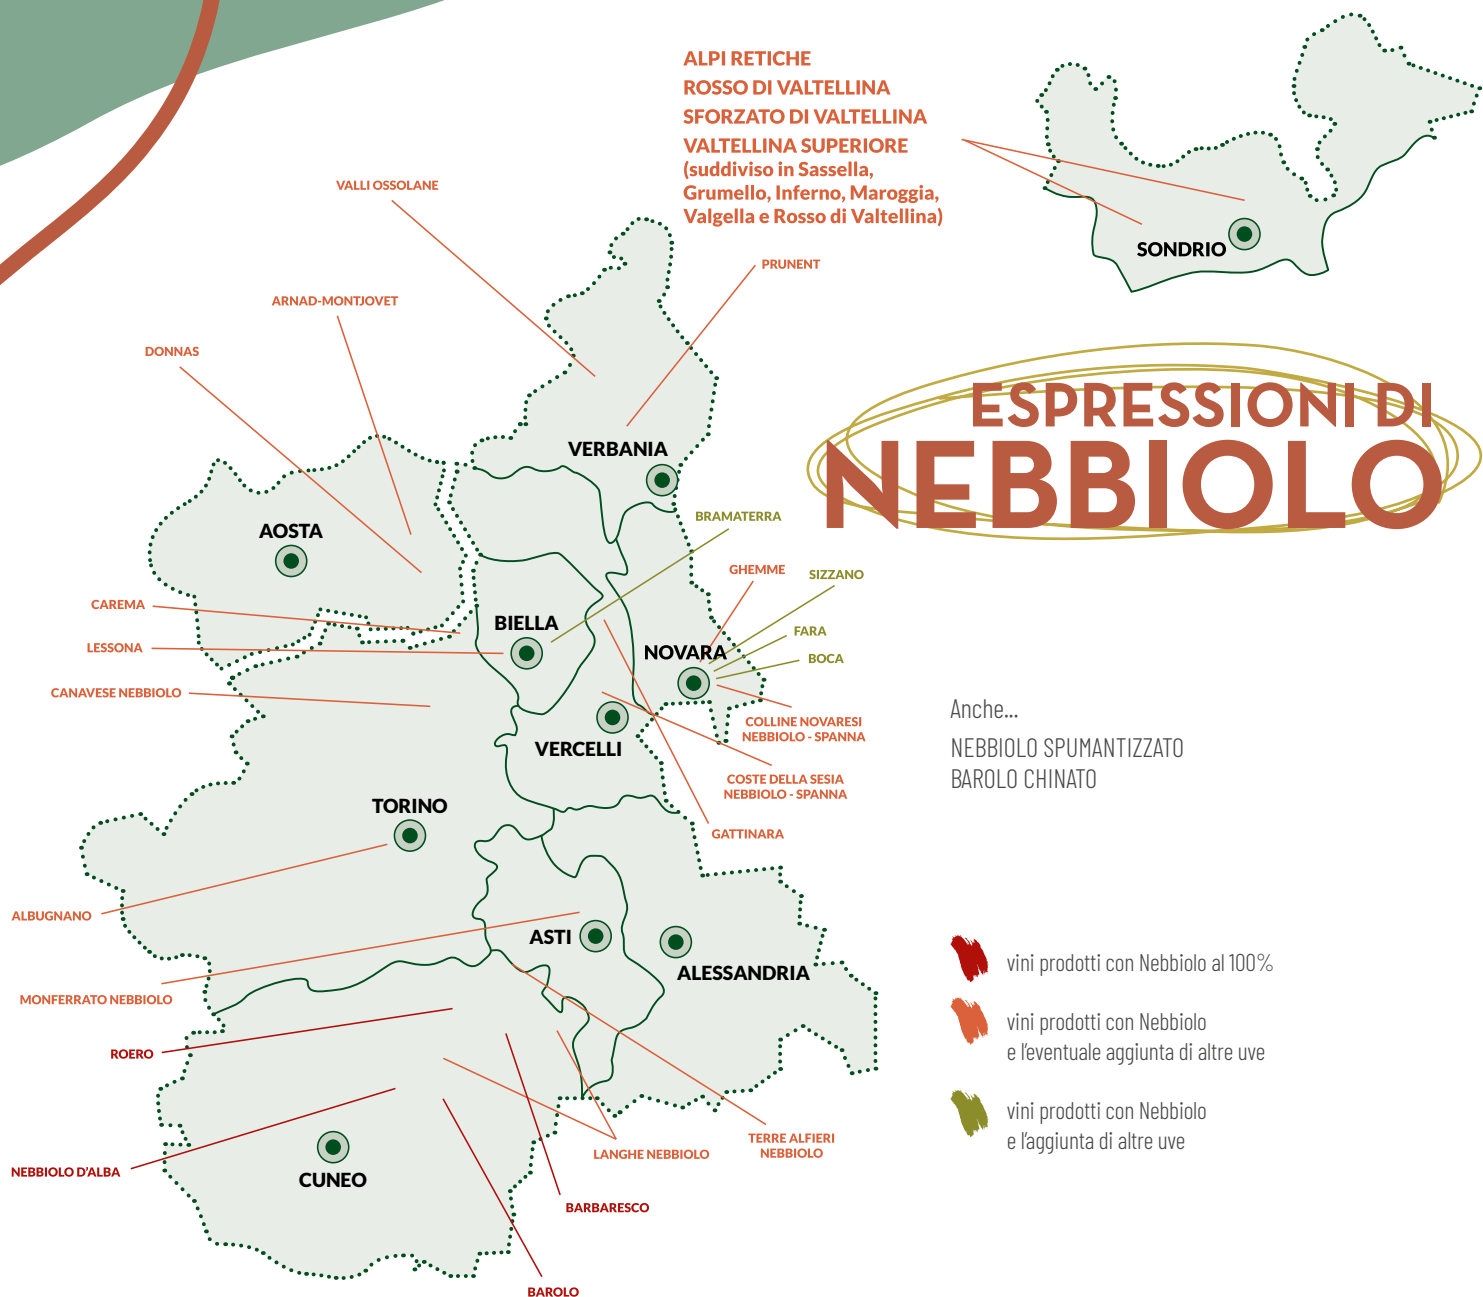 ALPI RETICHE
ROSSO DI VALTELLINA
SFORZATO DI VALTELLINA
VALTELLINA SUPERIORE
(suddiviso in Sassella,
Grumello, Inferno, Maroggia,
Valgella e Rosso di Valtellina)
SONDRIO
VALLI OSSOLANE
PRUNENT
ARNAD-MONTJOVET
DONNAS
ESPRESSIONI DI
NEBBIOLO
VERBANIA
AOSTA
BRAMATERRA
GHEMME
SIZZANO
CAREMA
BIELLA
FARA
LESSONA
NOVARA
BOCA
CANAVESE NEBBIOLO
COLLINE NOVARESI
NEBBIOLO - SPANNA
VERCELLI
COSTE DELLA SESIA
NEBBIOLO - SPANNA
TORINO
GATTINARA
Anche...
NEBBIOLO SPUMANTIZZATO
BAROLO CHINATO
ALBUGNANO
ASTI
ALESSANDRIA
MONFERRATO NEBBIOLO
ROERO
LANGHE NEBBIOLO
TERRE ALFIERI
NEBBIOLO
NEBBIOLO D'ALBA
CUNEO
BARBARESCO
BAROLO
vini prodotti con Nebbiolo al 100%
vini prodotti con Nebbiolo
e l'eventuale aggiunta di altre uve
vini prodotti con Nebbiolo
e l'aggiunta di altre uve